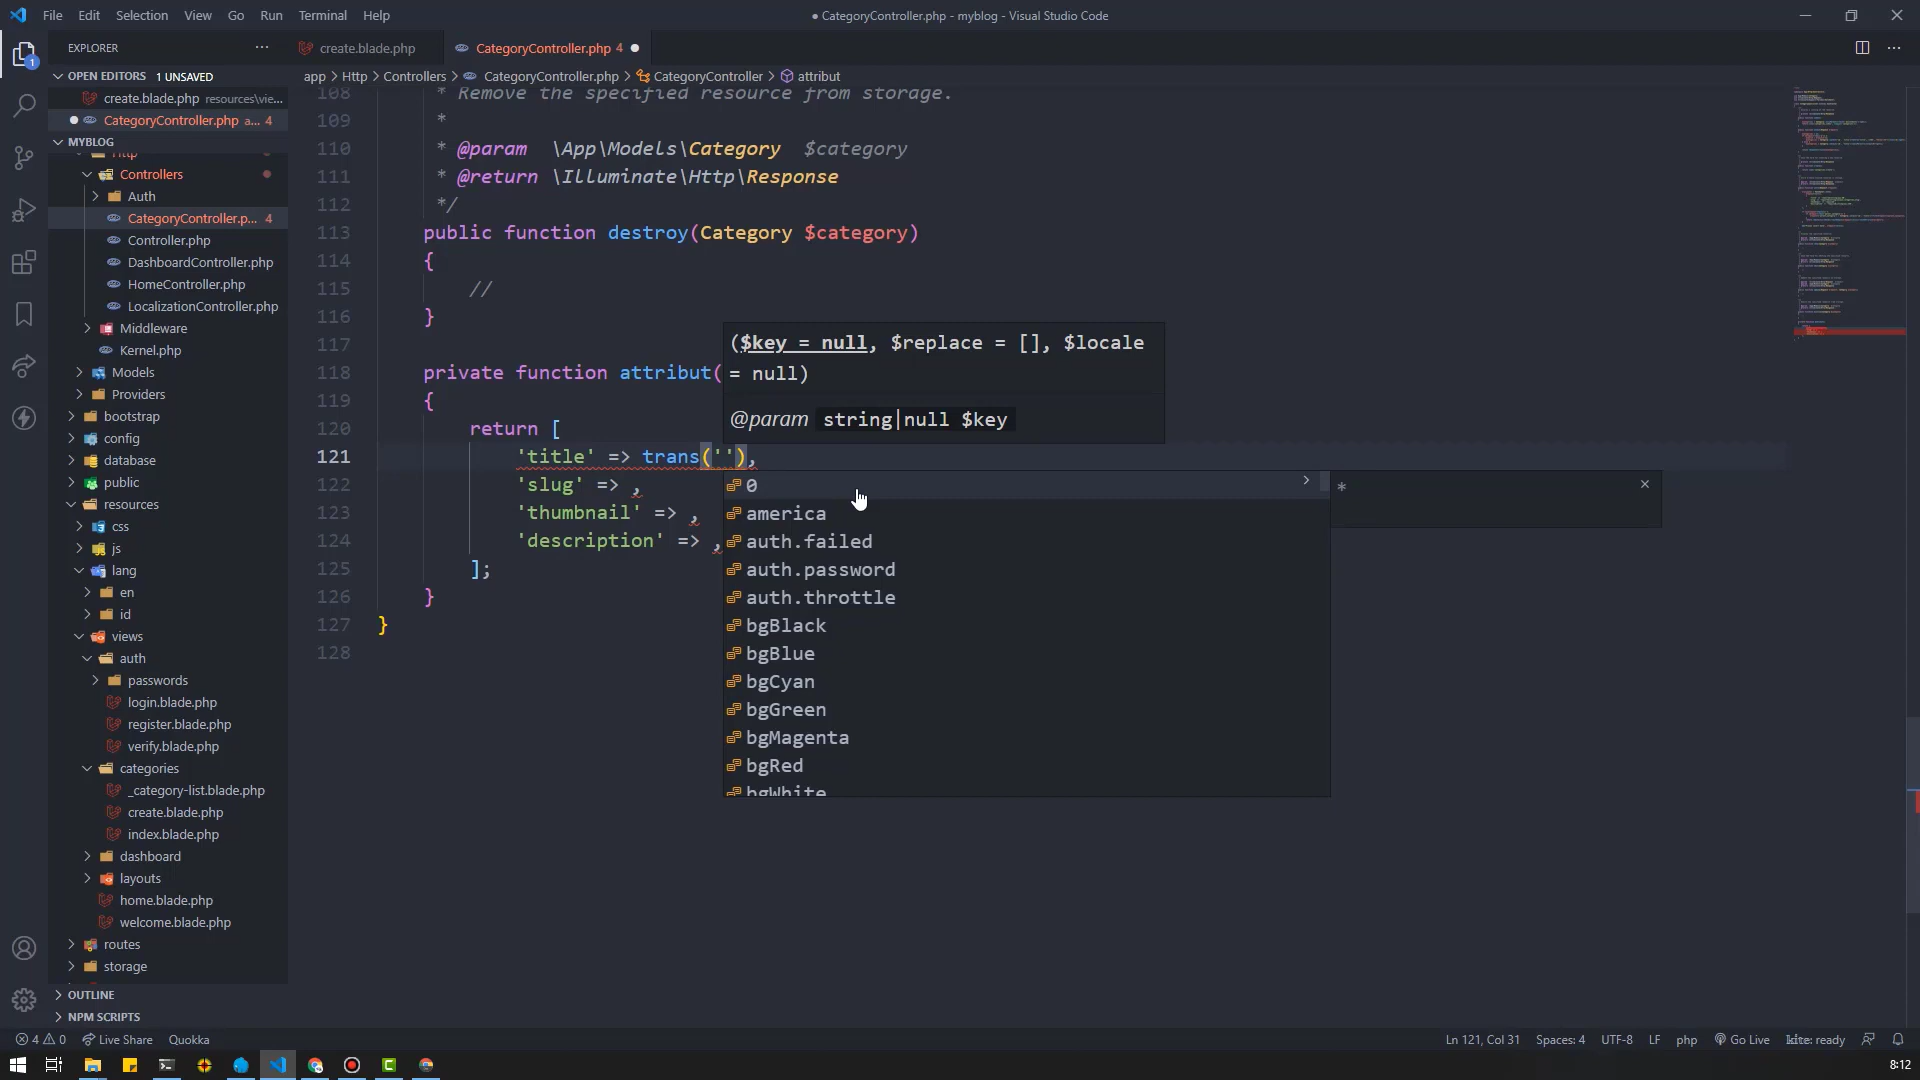 File Edit Selection View Go Run Terminal Help
● CategoryController.php - myblog - Visual Studio Code
EXPLORER
create.blade.php
CategoryController.php 4
OPEN EDITORS 1 UNSAVED
create.blade.php resources\vie...
CategoryController.php a... 4
MYBLOG
Http
Controllers
Auth
CategoryController.p... 4
Controller.php
DashboardController.php
HomeController.php
LocalizationController.php
Middleware
Kernel.php
Models
Providers
bootstrap
config
database
public
resources
css
js
lang
en
id
views
auth
passwords
login.blade.php
register.blade.php
verify.blade.php
categories
_category-list.blade.php
create.blade.php
index.blade.php
dashboard
layouts
home.blade.php
welcome.blade.php
routes
storage
OUTLINE
NPM SCRIPTS
app > Http > Controllers > CategoryController.php > CategoryController > attribut
108 * Remove the specified resource from storage.
109 *
110 * @param \App\Models\Category $category
111 * @return \Illuminate\Http\Response
112 */
113 public function destroy(Category $category)
114 {
115 //
116 }
117
118 private function attribut(
119 {
120 return [
121 'title' => trans(''),
122 'slug' => ,
123 'thumbnail' => ,
124 'description' => ,
125 ];
126 }
127 }
128
($key = null, $replace = [], $locale
= null)
@param string|null $key
0
america
auth.failed
auth.password
auth.throttle
bgBlack
bgBlue
bgCyan
bgGreen
bgMagenta
bgRed
bgWhite
*
4 0 Live Share Quokka
Ln 121, Col 31 Spaces: 4 UTF-8 LF php Go Live kite: ready
8:12